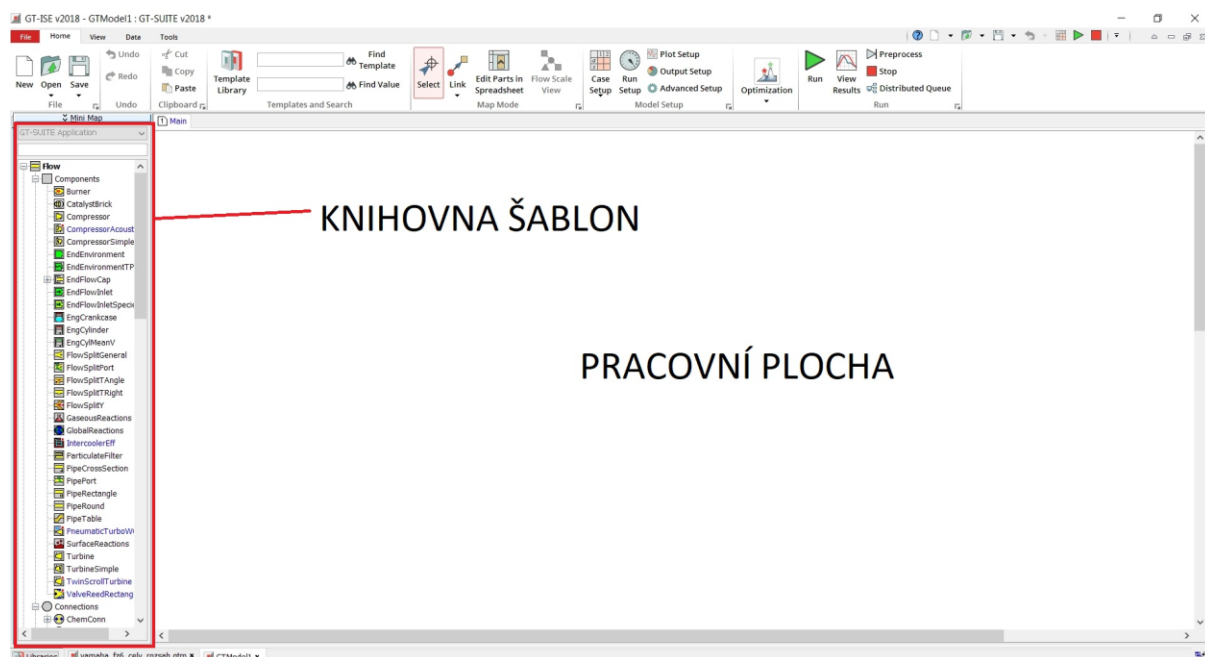 GT-ISE v2018 - GTModel1 : GT-SUITE v2018 *
File Home View Data Tools
New Open Save
File
Undo
Redo
Undo
Cut
Copy
Paste
Clipboard
Template Library
Find Template
Find Value
Templates and Search
Select Link Edit Parts in Spreadsheet Flow Scale View
Map Mode
Case Setup Run Setup
Plot Setup
Output Setup
Advanced Setup
Model Setup
Optimization
Run View Results
Preprocess
Stop
Distributed Queue
Run
Mini Map
1 Main
GT-SUITE Application
Flow
Components
Burner
CatalystBrick
Compressor
CompressorAcoust
CompressorSimple
EndEnvironment
EndEnvironmentTP
EndFlowCap
EndFlowInlet
EndFlowInletSpecie
EngCrankcase
EngCylinder
EngCylMeanV
FlowSplitGeneral
FlowSplitPort
FlowSplitTAngle
FlowSplitTRight
FlowSplitY
GaseousReactions
GlobalReactions
IntercoolerEff
ParticulateFilter
PipeCrossSection
PipePort
PipeRectangle
PipeRound
PipeTable
PneumaticTurboW
SurfaceReactions
Turbine
TurbineSimple
TwinScrollTurbine
ValveReedRectang
Connections
ChemConn
KNIHOVNA ŠABLON
PRACOVNÍ PLOCHA
Libraries yamaha_fz6_cely_rozsah.gtm GTModel1